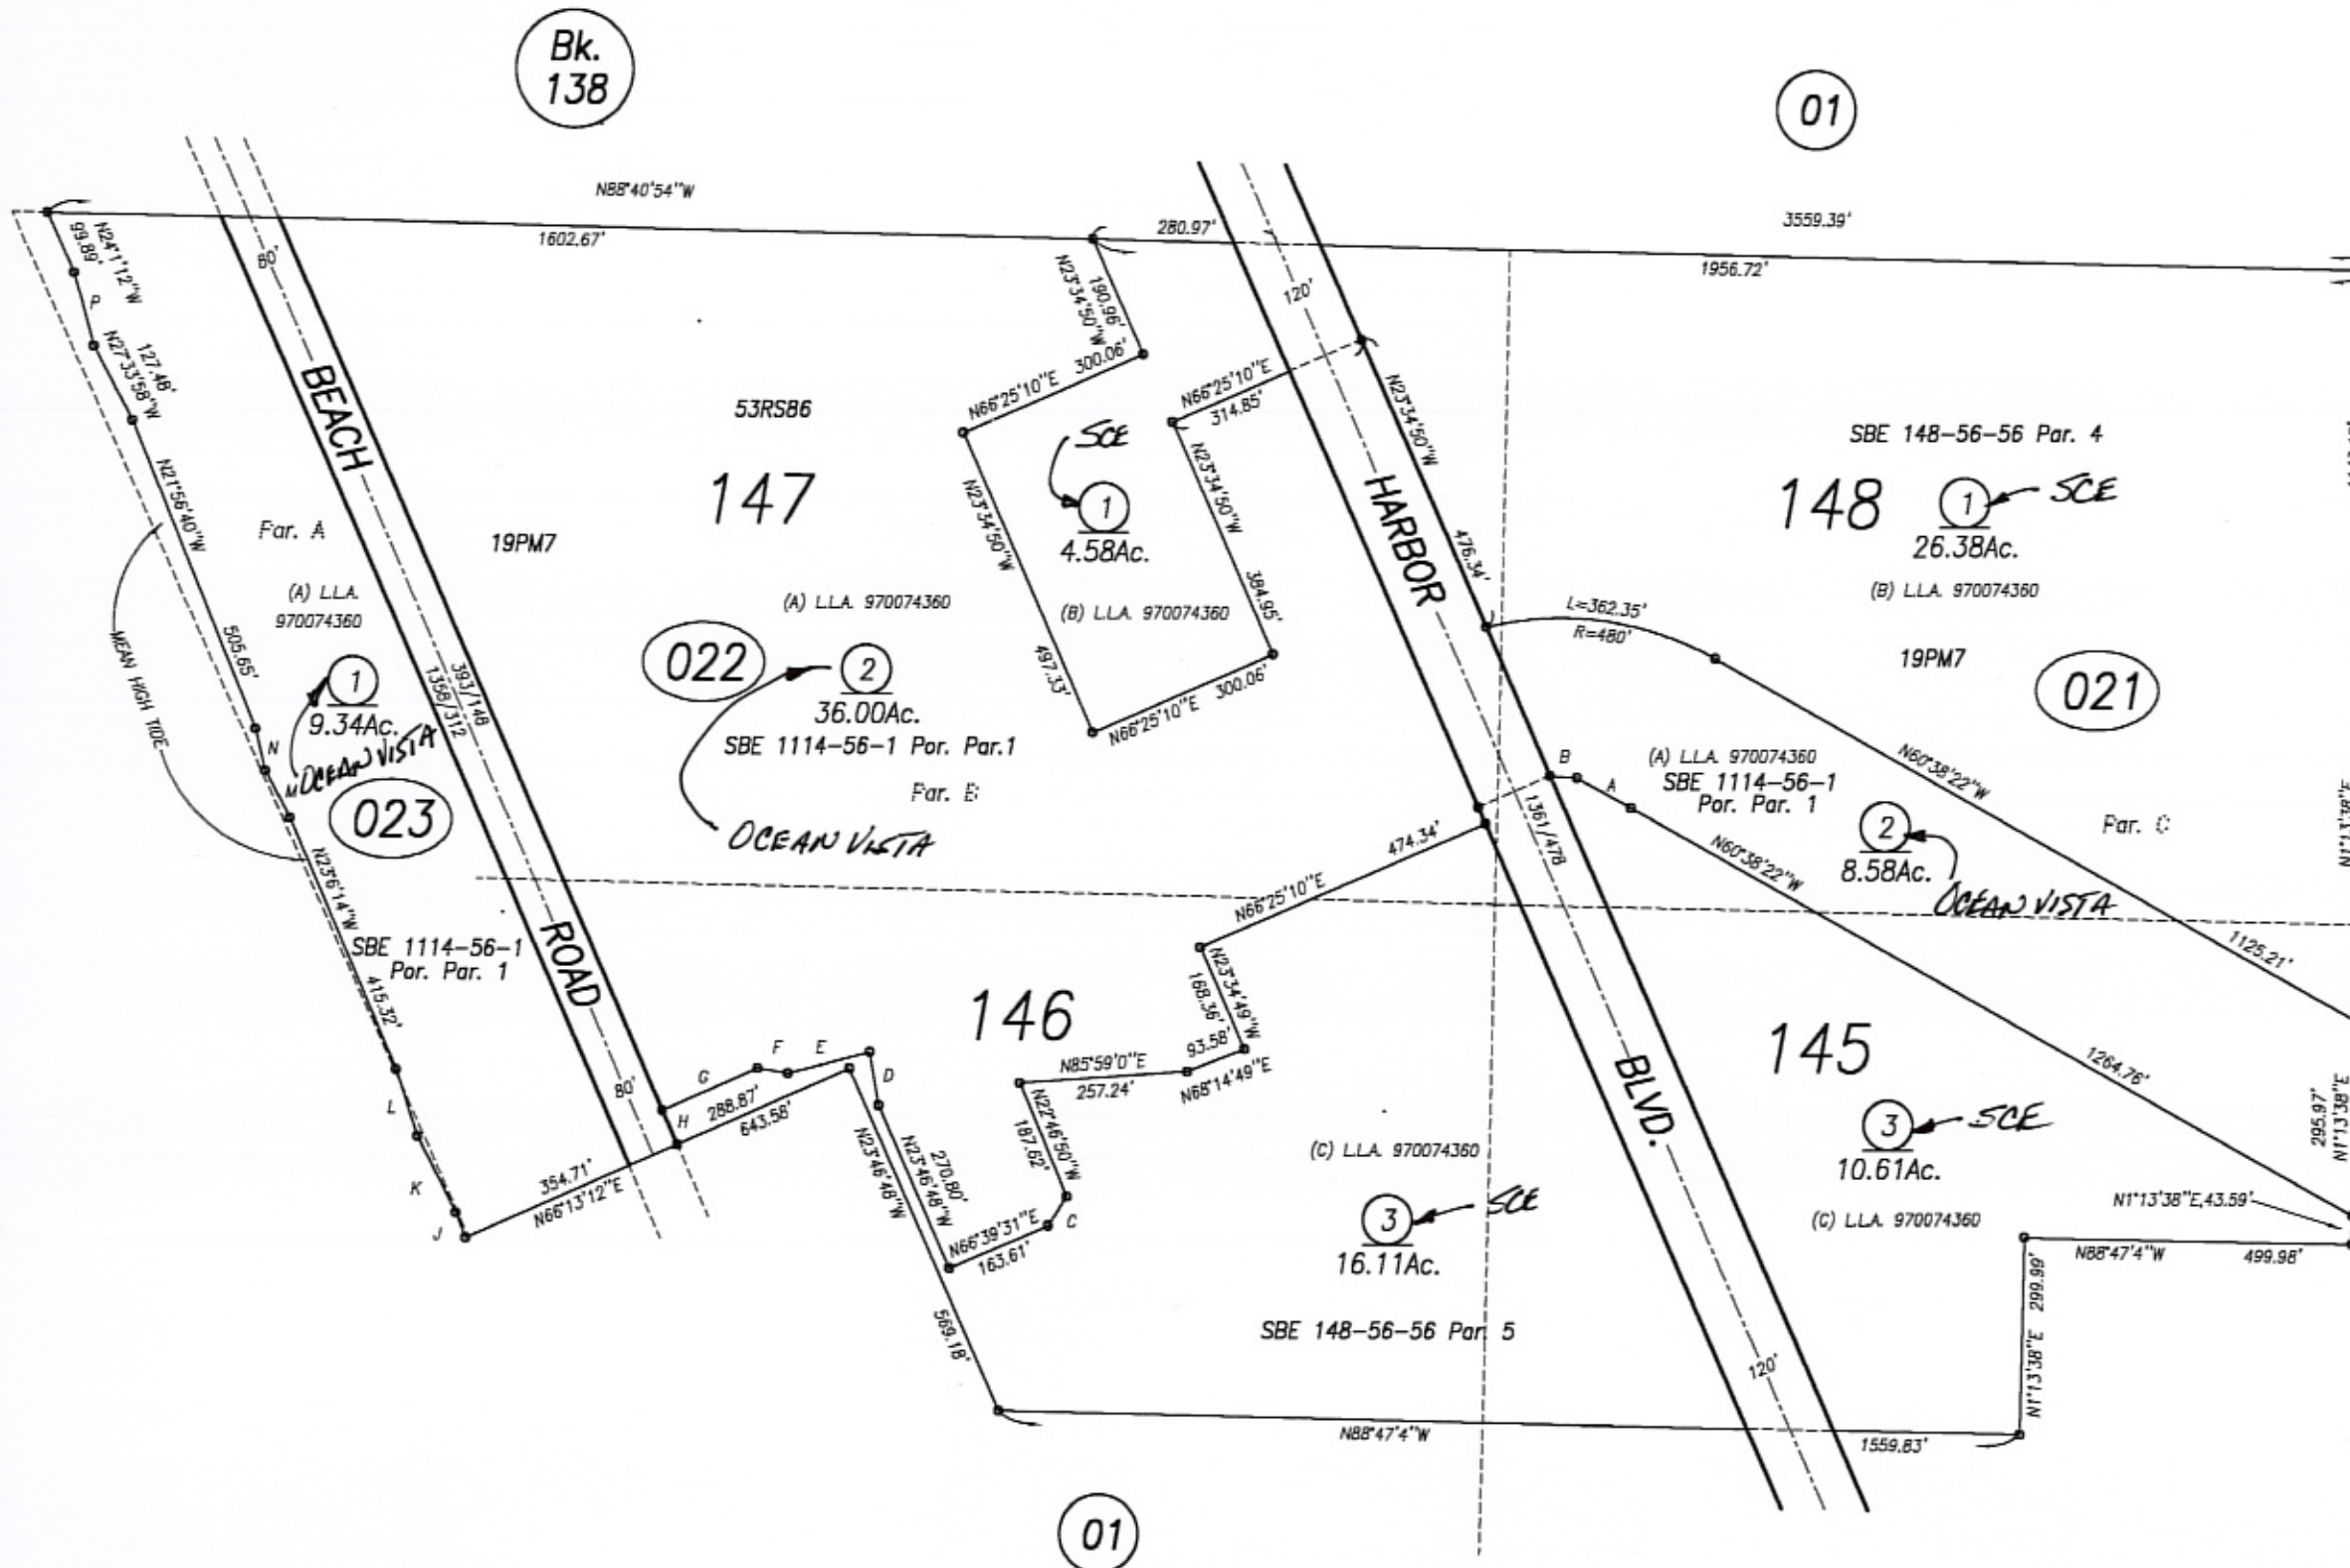 Bk.
138
01
N88°40'54"W
1602.67'
280.97'
3559.39'
1956.72'
N24°1'12"W
99.89'
P
127.48'
N27°33'58"W
N21°56'40"W
505.65'
MEAN HIGH TIDE
80'
BEACH
Par. A
(A) L.L.A.
970074360
1
9.34Ac.
OCEAN VISTA
N
M
023
N23°6'14"W
415.32'
SBE 1114-56-1
Por. Par. 1
L
K
J
393/148
1358/312
ROAD
80'
354.71'
N66°13'12"E
19PM7
53RS86
147
(A) L.L.A. 970074360
022
2
36.00Ac.
SBE 1114-56-1 Por. Par.1
Par. B
OCEAN VISTA
190.96'
N23°34'50"W
N66°25'10"E 300.06'
N23°34'50"W
497.33'
SCE
1
4.58Ac.
(B) L.L.A. 970074360
N66°25'10"E
314.85'
N23°34'50"W
384.95'
N66°25'10"E 300.06'
120'
HARBOR
N23°34'50"W
476.34'
SBE 148-56-56 Par. 4
148
1
SCE
26.38Ac.
(B) L.L.A. 970074360
19PM7
021
L=362.35'
R=480'
N60°38'22"W
1125.21'
B
A
(A) L.L.A. 970074360
SBE 1114-56-1
Por. Par. 1
2
8.58Ac.
OCEAN VISTA
Par. C
N1°13'38"E
N60°38'22"W
1264.76'
1361/478
474.34'
N66°25'10"E
N23°34'49"W
168.36'
93.58'
N68°14'49"E
N85°59'0"E
257.24'
N22°46'50"W
187.62'
C
N66°39'31"E
163.61'
146
G
F
E
D
H
288.87'
643.58'
270.80'
N23°46'48"W
N23°46'48"W
569.18'
(C) L.L.A. 970074360
3
SCE
16.11Ac.
SBE 148-56-56 Par. 5
BLVD.
120'
145
3
SCE
10.61Ac.
(C) L.L.A. 970074360
295.97'
N1°13'38"E
N1°13'38"E,43.59'
N88°47'4"W
499.98'
N1°13'38"E 299.99'
N88°47'4"W
1559.83'
01